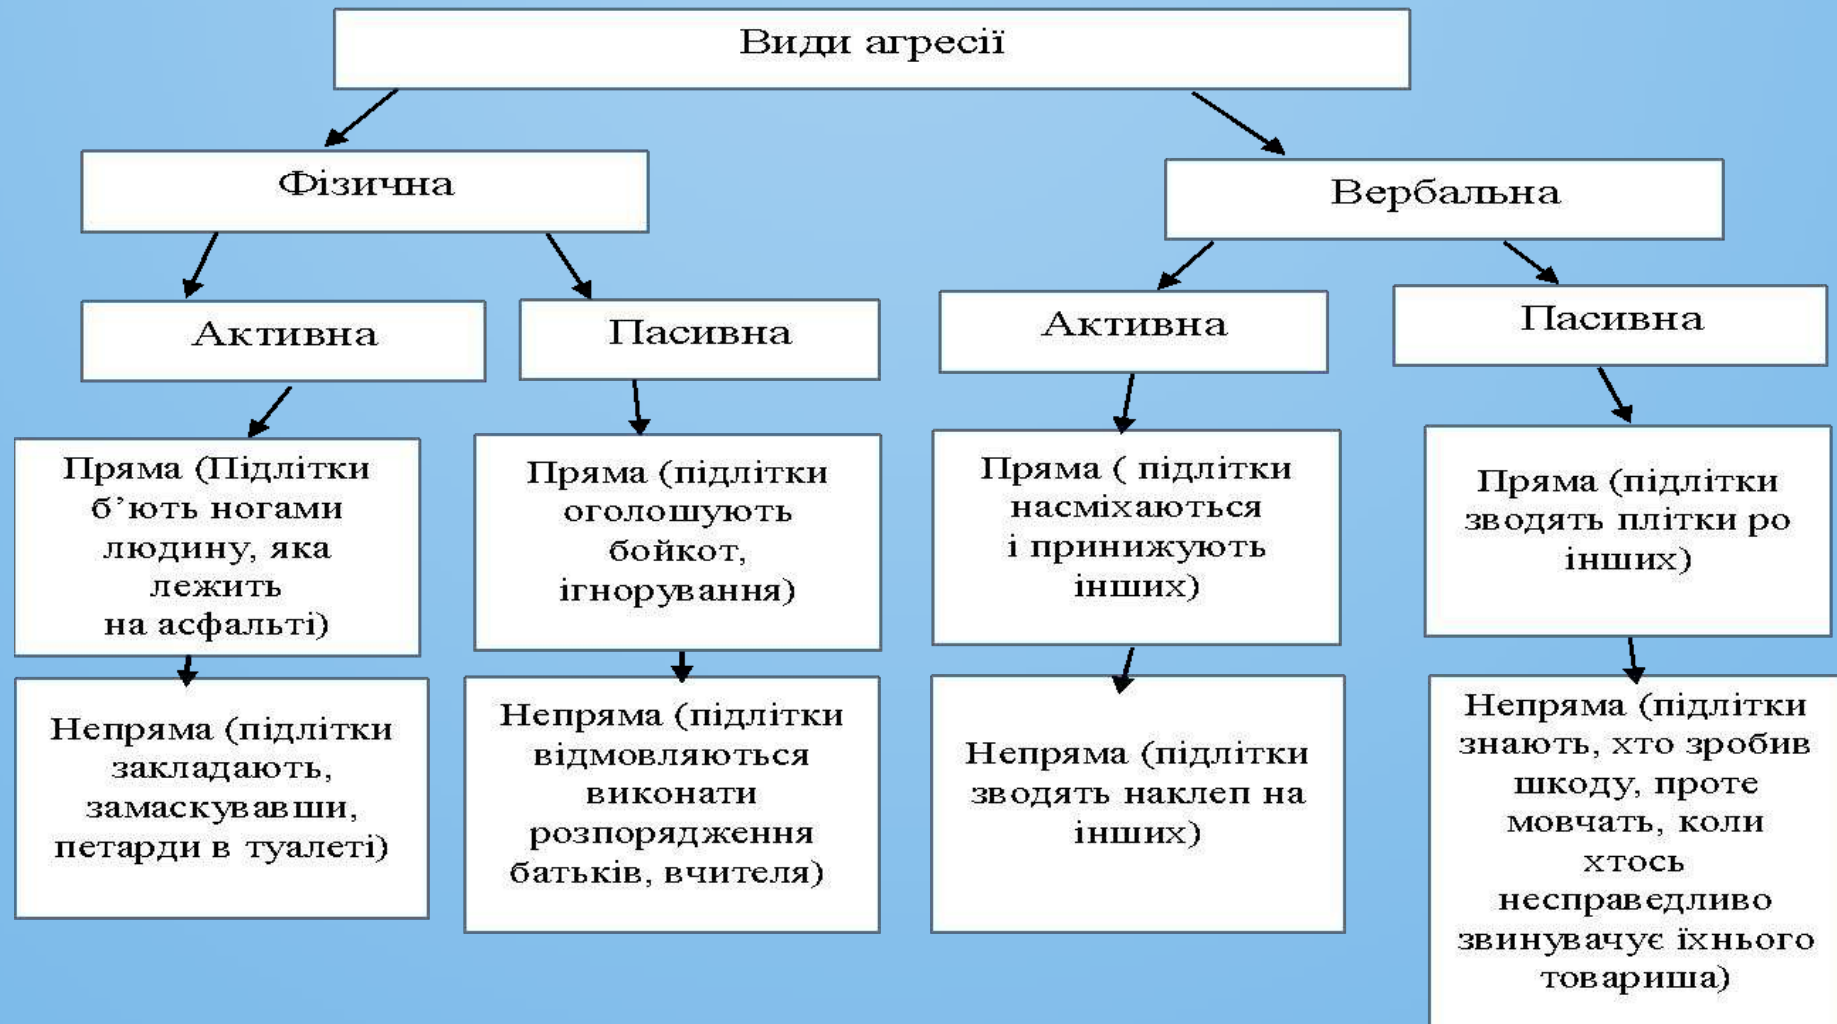 Види агресії
Фізична
Вербальна
Активна
Пасивна
Активна
Пасивна
Пряма (Підлітки
б’ють ногами
людину, яка
лежить
на асфальті)
Пряма (підлітки
оголошують
бойкот,
ігнорування)
Пряма ( підлітки
насміхаються
і принижують
інших)
Пряма (підлітки
зводять плітки ро
інших)
Непряма (підлітки
закладають,
замаскувавши,
петарди в туалеті)
Непряма (підлітки
відмовляються
виконати
розпорядження
батьків, вчителя)
Непряма (підлітки
зводять наклеп на
інших)
Непряма (підлітки
знають, хто зробив
шкоду, проте
мовчать, коли
хтось
несправедливо
звинувачує їхнього
товариша)